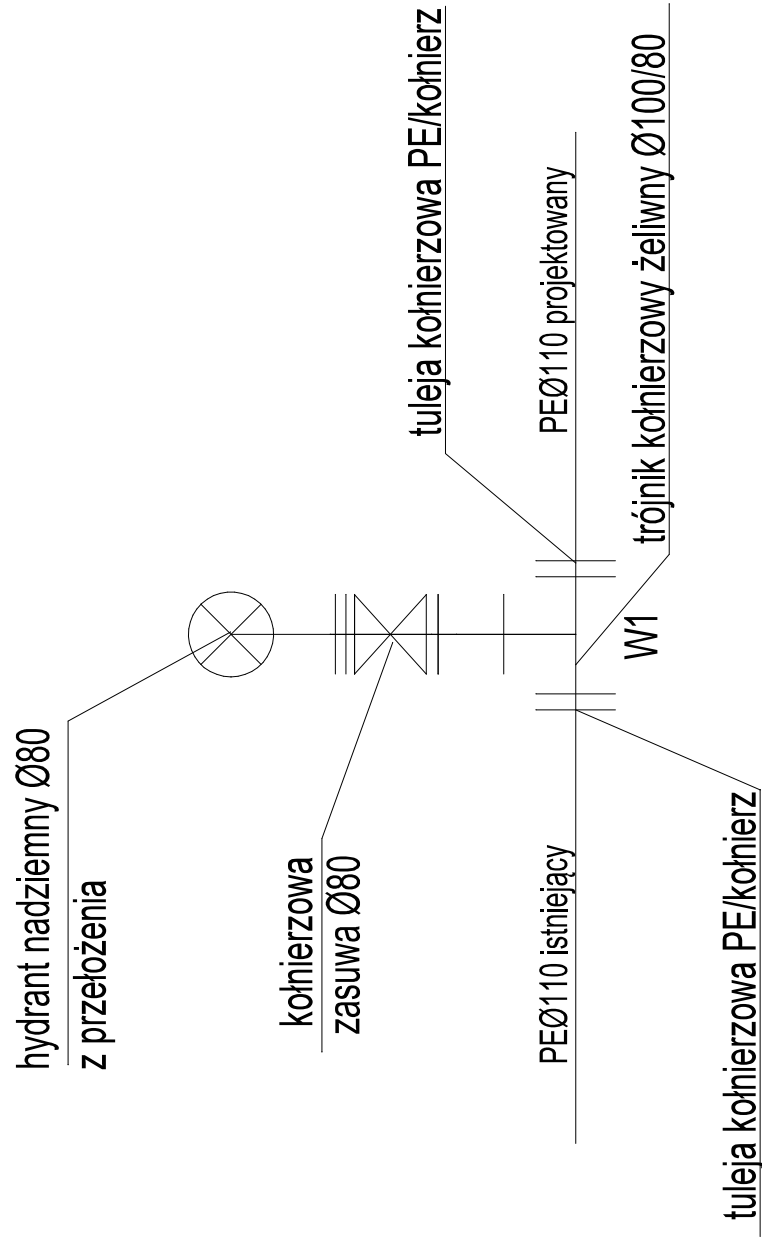 hydrant nadziemny Ø80
z przełożenia
kołnierzowa
zasuwa Ø80
tuleja kołnierzowa PE/kołnierz
PEØ110 istniejący
PEØ110 projektowany
W1
trójnik kołnierzowy żeliwny Ø100/80
tuleja kołnierzowa PE/kołnierz